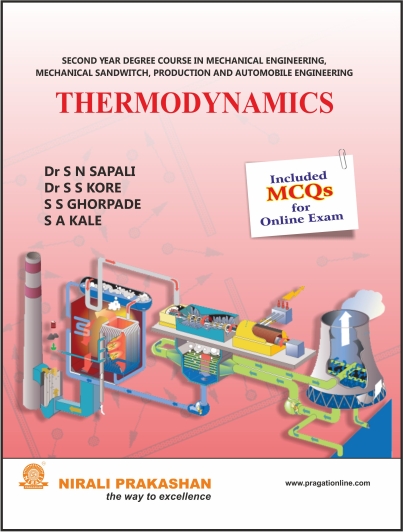 SECOND YEAR DEGREE COURSE IN MECHANICAL ENGINEERING,
MECHANICAL SANDWITCH, PRODUCTION AND AUTOMOBILE ENGINEERING
THERMODYNAMICS
Dr S N SAPALI
Dr S S KORE
S S GHORPADE
S A KALE
Included
MCQs
for
Online Exam
NIRALI PRAKASHAN
the way to excellence
www.pragationline.com